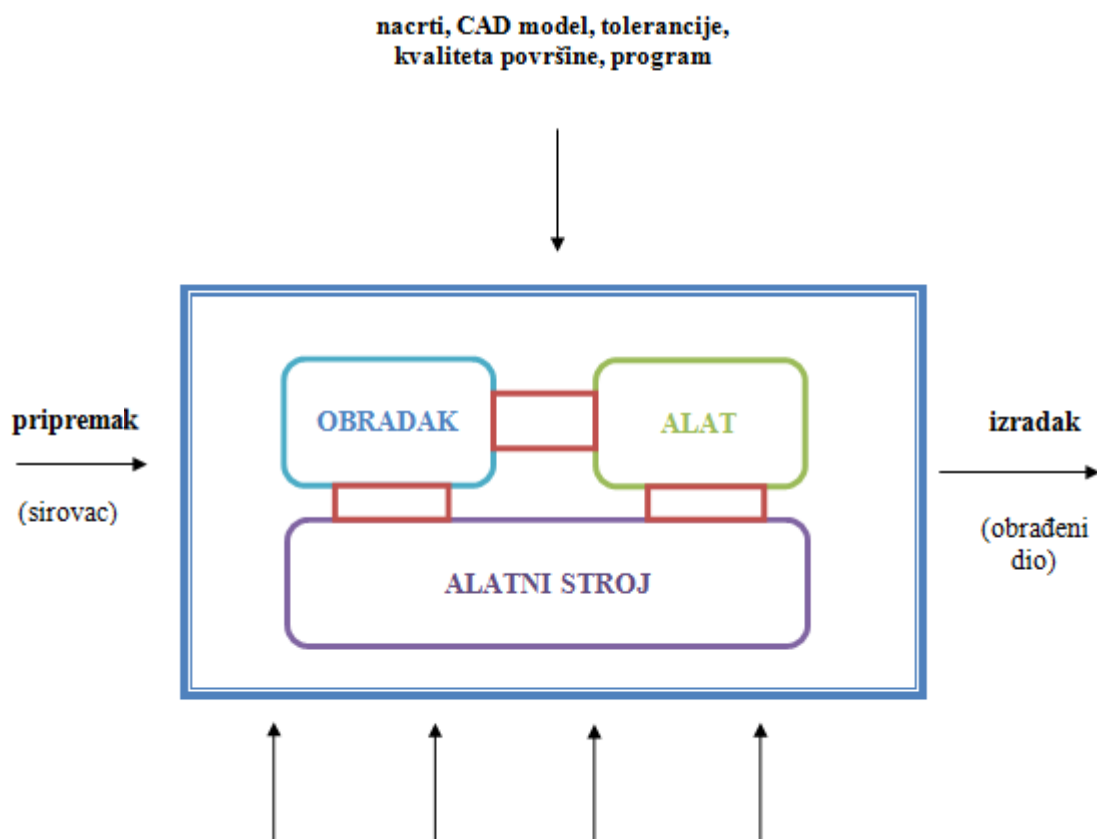 nacrti, CAD model, tolerancije,
kvaliteta površine, program
pripremak
(sirovac)
OBRADAK
ALAT
ALATNI STROJ
izradak
(obrađeni
dio)